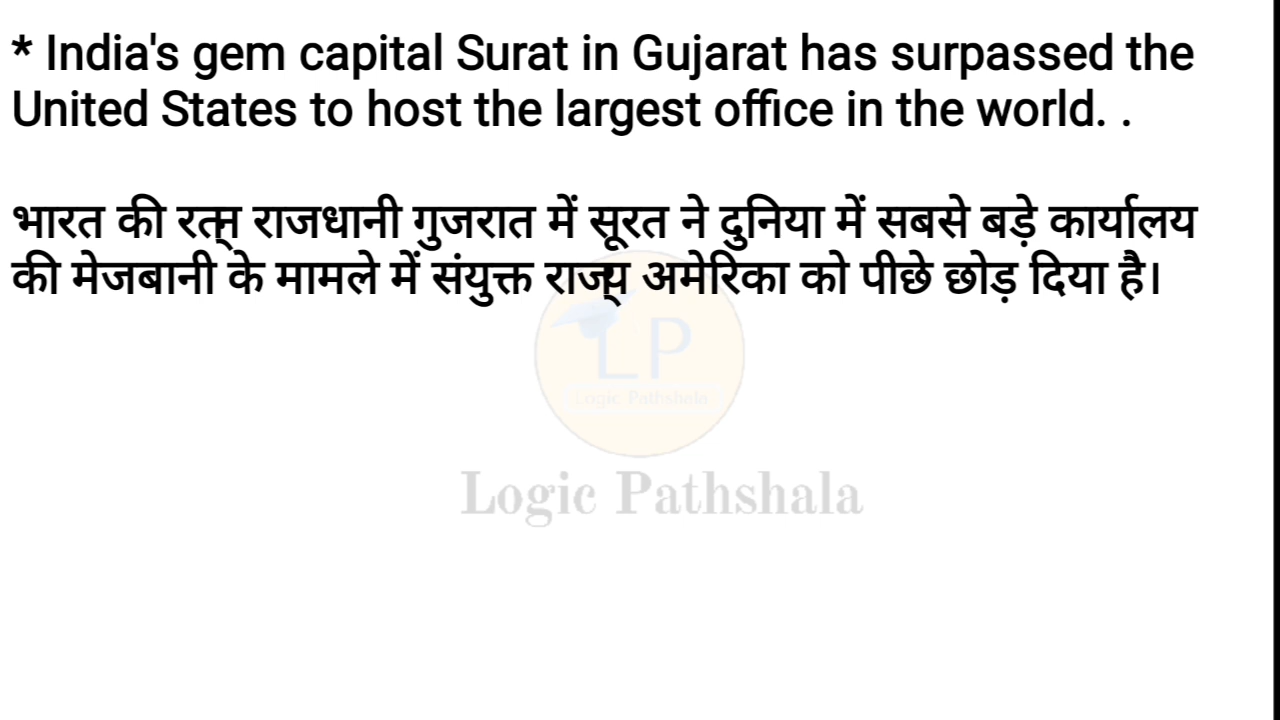 * India's gem capital Surat in Gujarat has surpassed the
United States to host the largest office in the world. .
भारत की रत्न राजधानी गुजरात में सूरत ने दुनिया में सबसे बड़े कार्यालय
की मेजबानी के मामले में संयुक्त राज्य अमेरिका को पीछे छोड़ दिया है।
LP
Logic Pathshala
Logic Pathshala